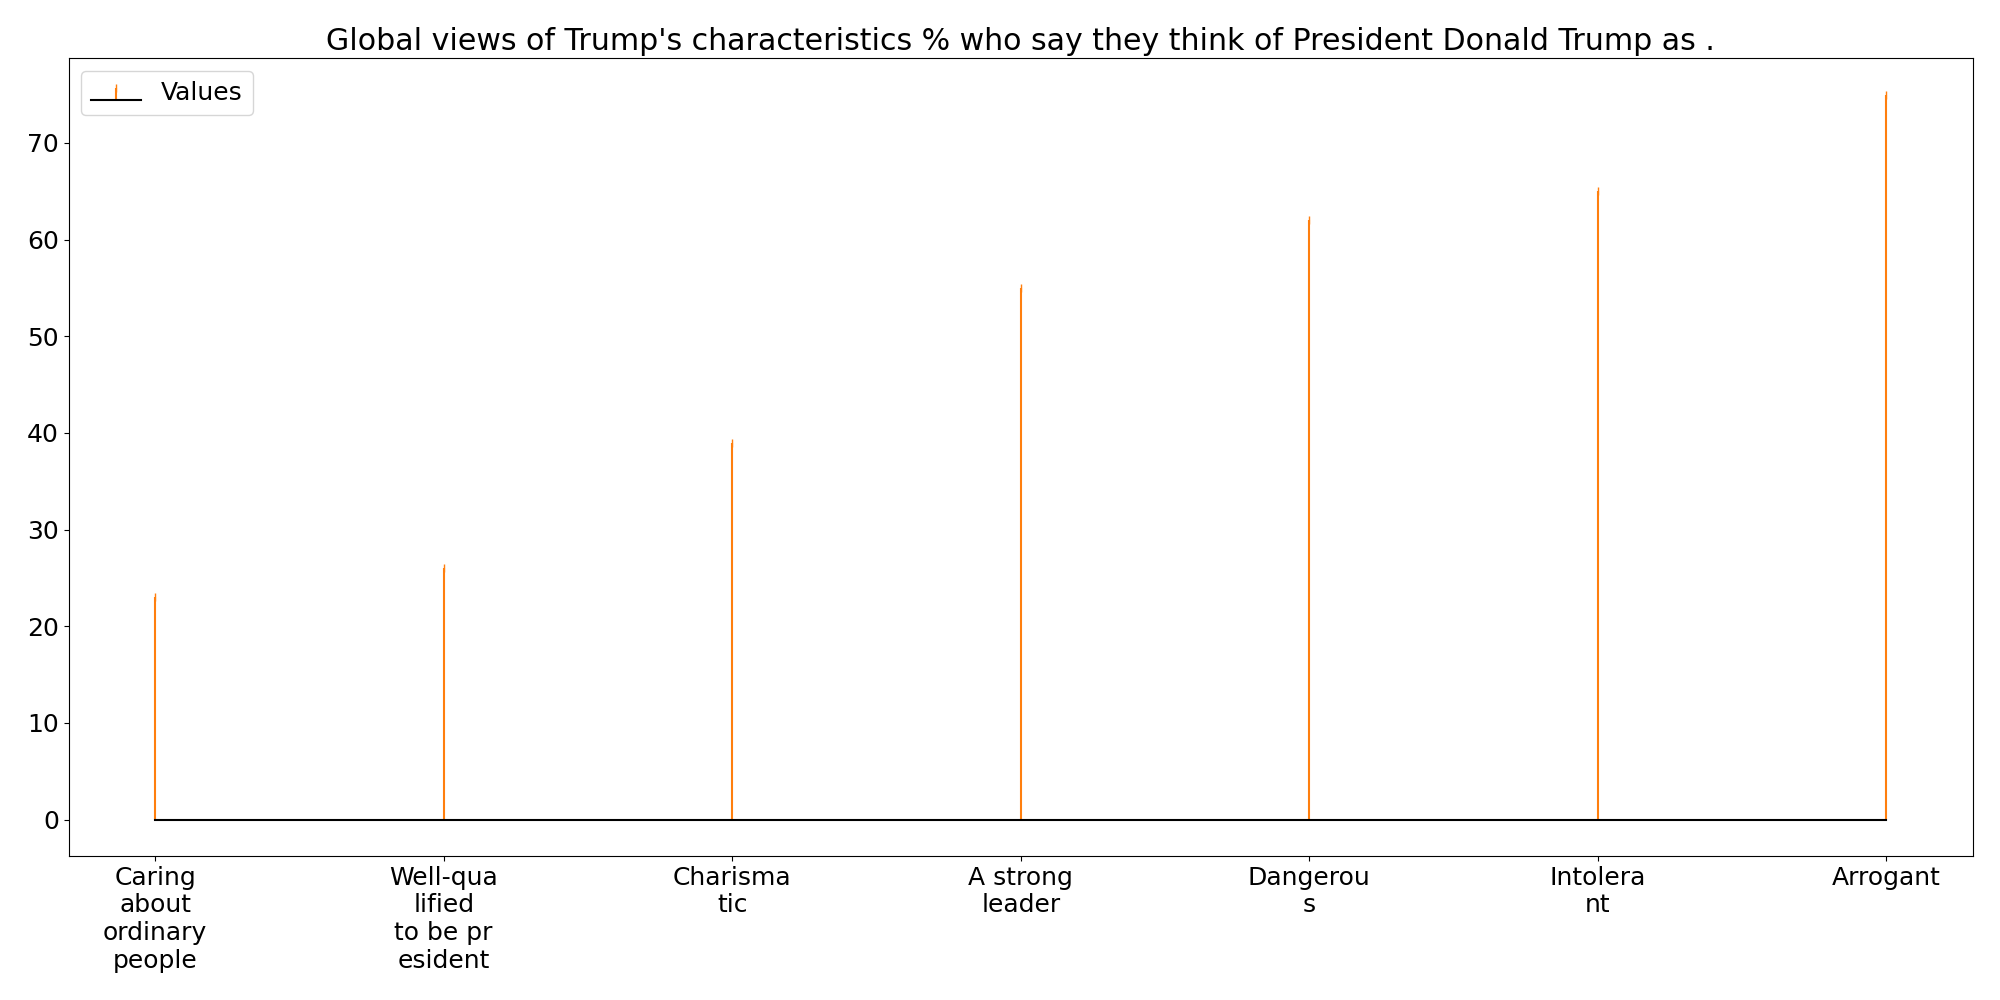 Global views of Trump's characteristics % who say they think of President Donald Trump as .
Values
70
60
50
40
30
20
10
0
Caring
about
ordinary
people
Well-qua
lified
to be pr
esident
Charisma
tic
A strong
leader
Dangerou
s
Intolera
nt
Arrogant